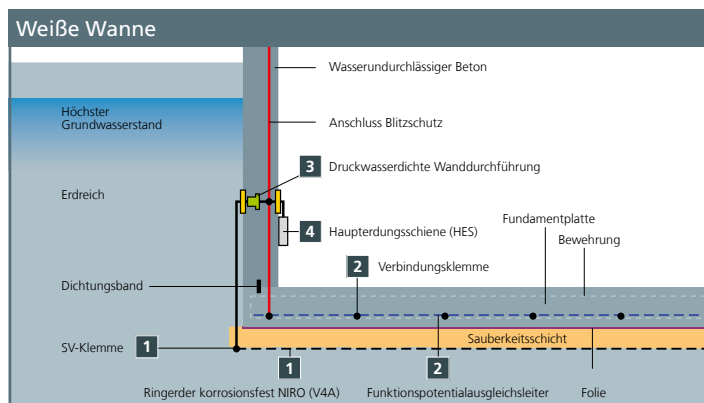 Weiße Wanne
Wasserundurchlässiger Beton
Höchster
Grundwasserstand
Anschluss Blitzschutz
3 Druckwasserdichte Wanddurchführung
Erdreich
Fundamentplatte
4 Haupterdungsschiene (HES)
Bewehrung
2 Verbindungsklemme
Dichtungsband
Sauberkeitsschicht
SV-Klemme 1
1
2
Ringerder korrosionsfest NIRO (V4A)
Funktionspotentialausgleichsleiter
Folie